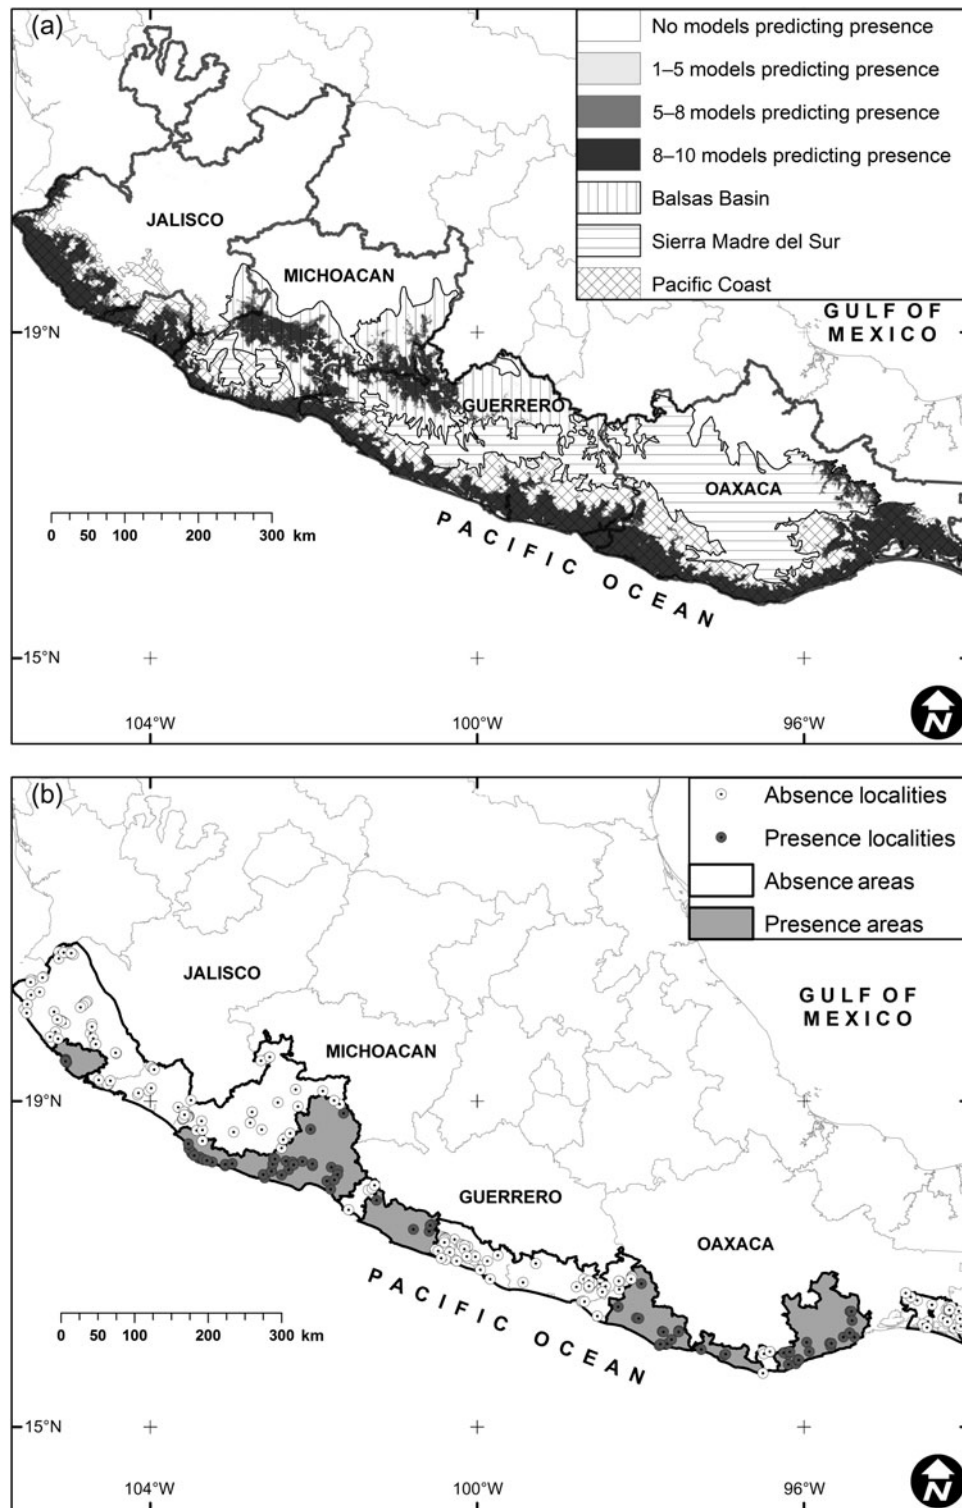 (a)
No models predicting presence
1–5 models predicting presence
5–8 models predicting presence
8–10 models predicting presence
Balsas Basin
Sierra Madre del Sur
Pacific Coast
JALISCO
MICHOACAN
GULF OF
MEXICO
19°N
GUERRERO
OAXACA
0 50 100 200 300 km
PACIFIC OCEAN
15°N
104°W 100°W 96°W
N
(b)
Absence localities
Presence localities
Absence areas
Presence areas
JALISCO
GULF OF
MEXICO
MICHOACAN
19°N
GUERRERO
OAXACA
PACIFIC OCEAN
0 50 100 200 300 km
15°N
104°W 100°W 96°W
N